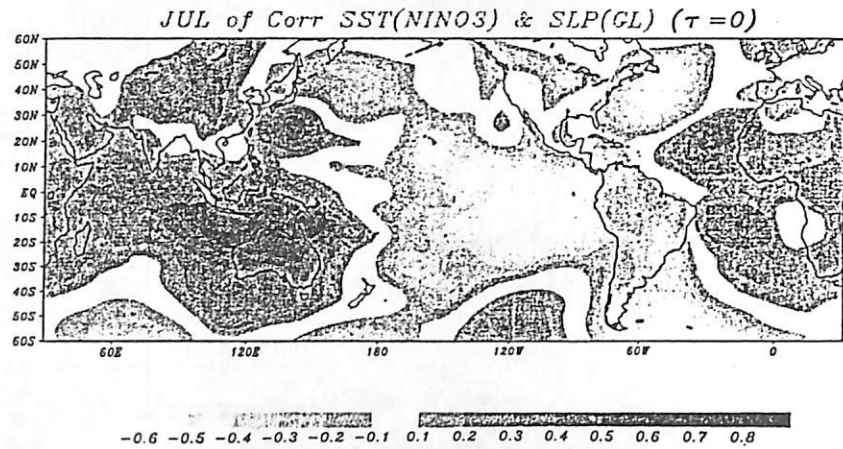 JUL of Corr SST(NINO3) & SLP(GL) (τ=0)
60N
50N
40N
30N
20N
10N
EQ
10S
20S
30S
40S
50S
60S
60E 120E 180 120W 60W 0
-0.6 -0.5 -0.4 -0.3 -0.2 -0.1 0.1 0.2 0.3 0.4 0.5 0.6 0.7 0.8